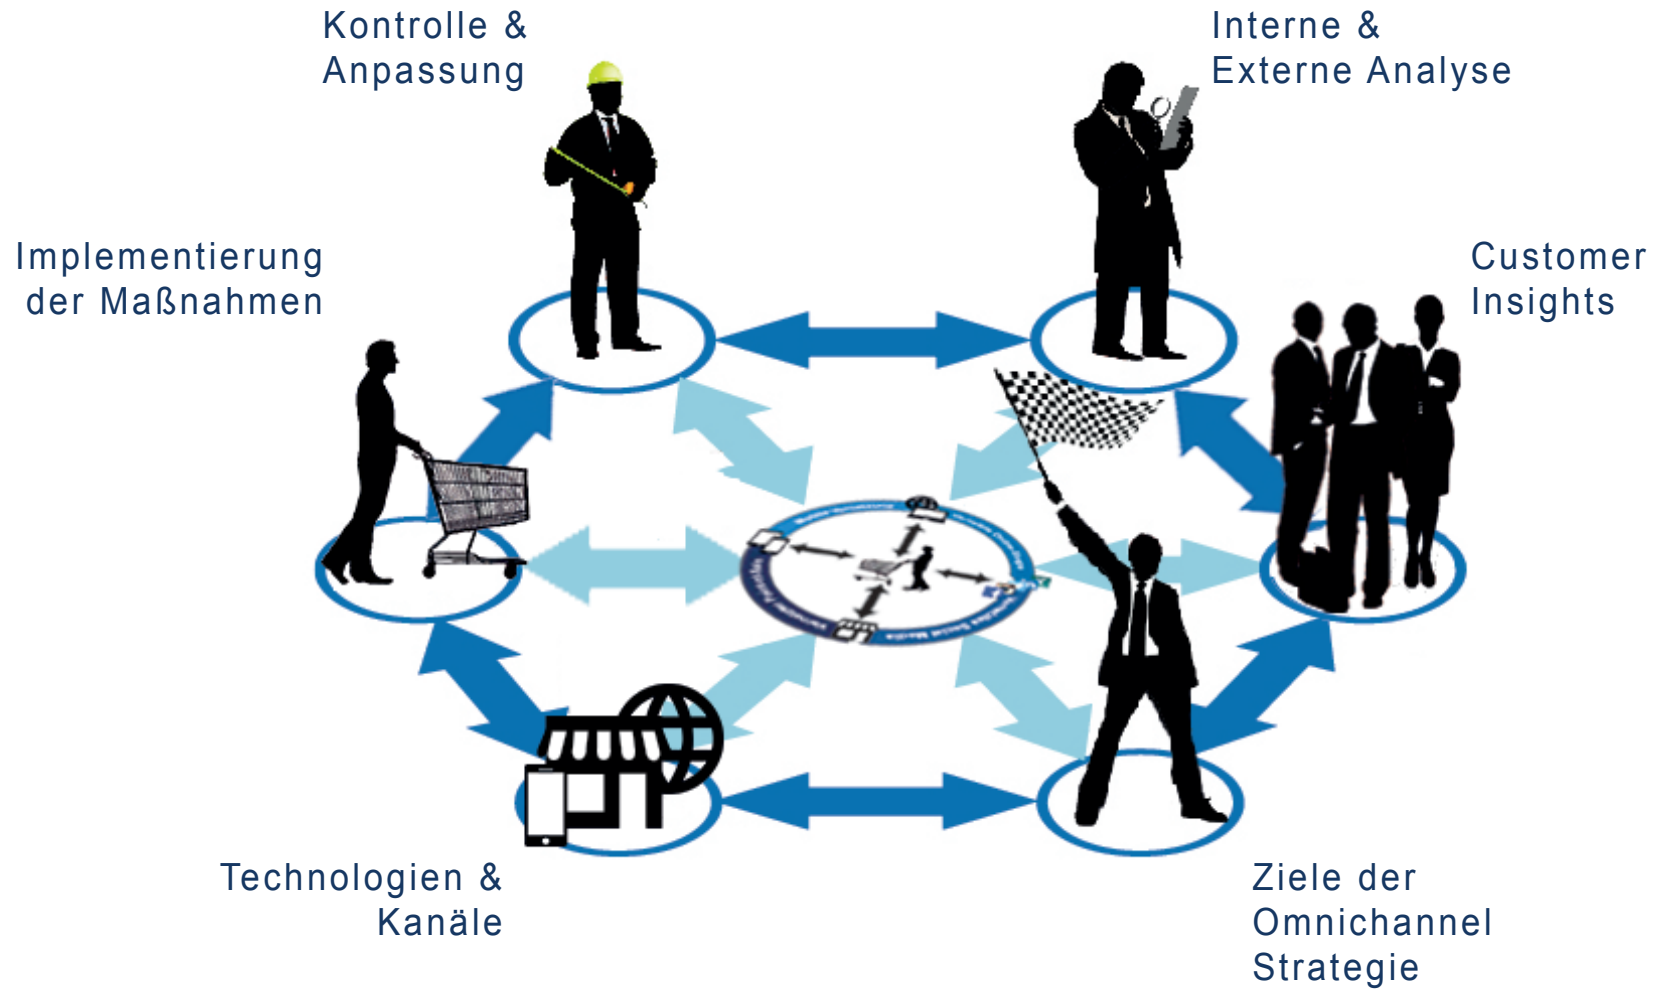 Kontrolle &
Anpassung
Interne &
Externe Analyse
Implementierung
der Maßnahmen
Customer
Insights
Technologien &
Kanäle
Ziele der
Omnichannel
Strategie